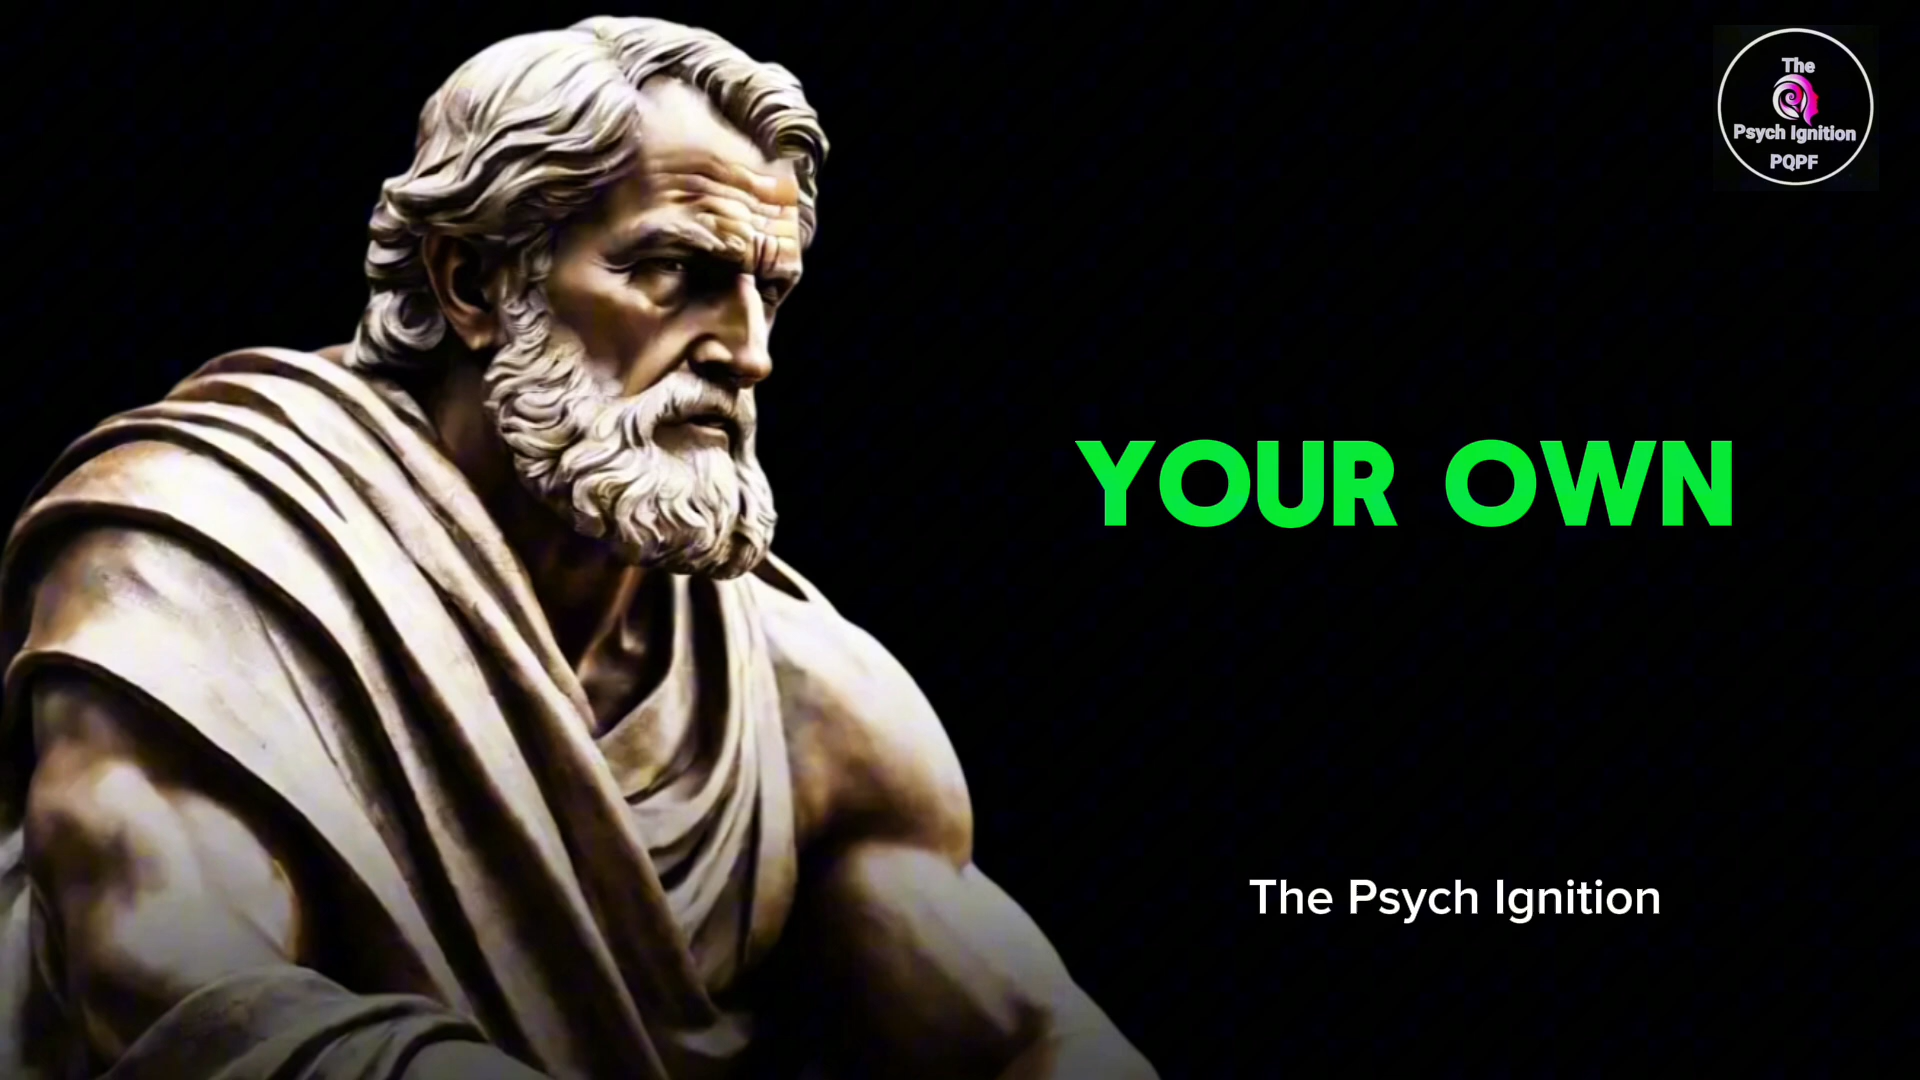 The
Psych Ignition
PQPF
YOUR OWN
The Psych Ignition